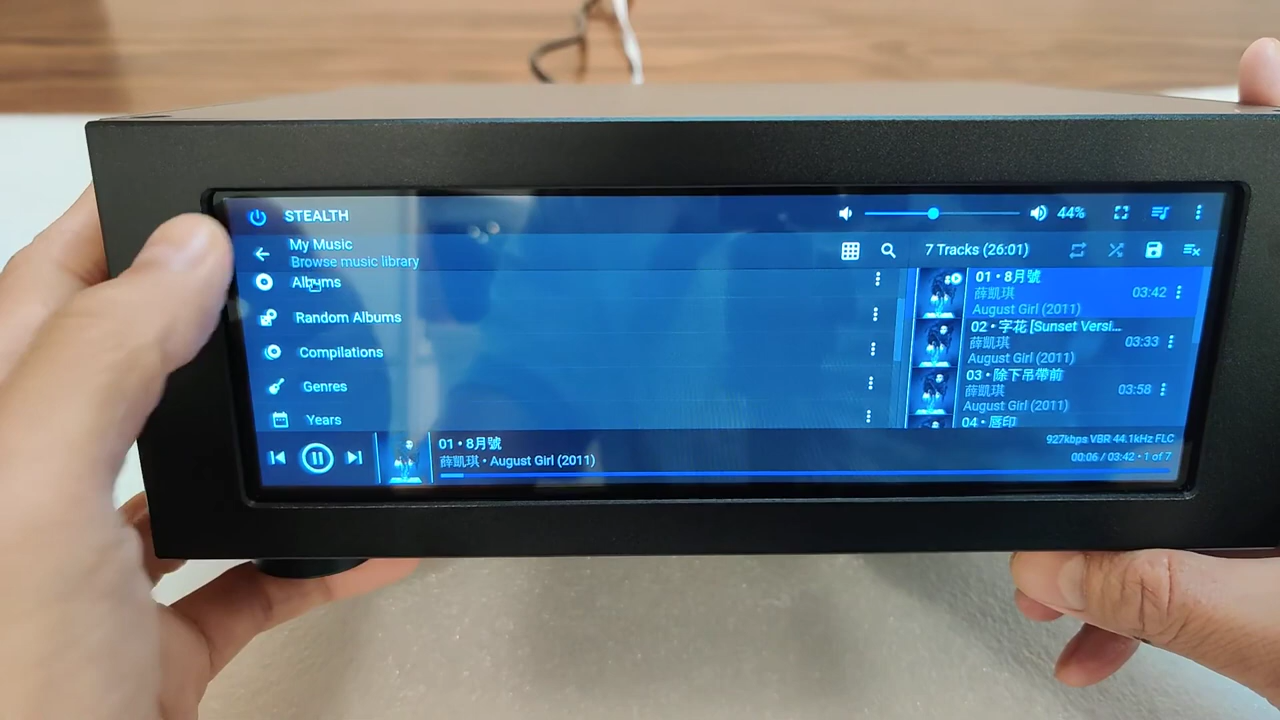 STEALTH
44%
My Music
Browse music library
7 Tracks (26:01)
Albums
Random Albums
Compilations
Genres
Years
01 • 8月號
薛凱琪
August Girl (2011)
03:42
02 • 字花 [Sunset Versi...
薛凱琪
August Girl (2011)
03:33
03 • 除下吊帶前
薛凱琪
August Girl (2011)
03:58
04 • 唇印
01 • 8月號
薛凱琪 • August Girl (2011)
927kbps VBR 44.1kHz FLC
00:06 / 03:42 • 1 of 7